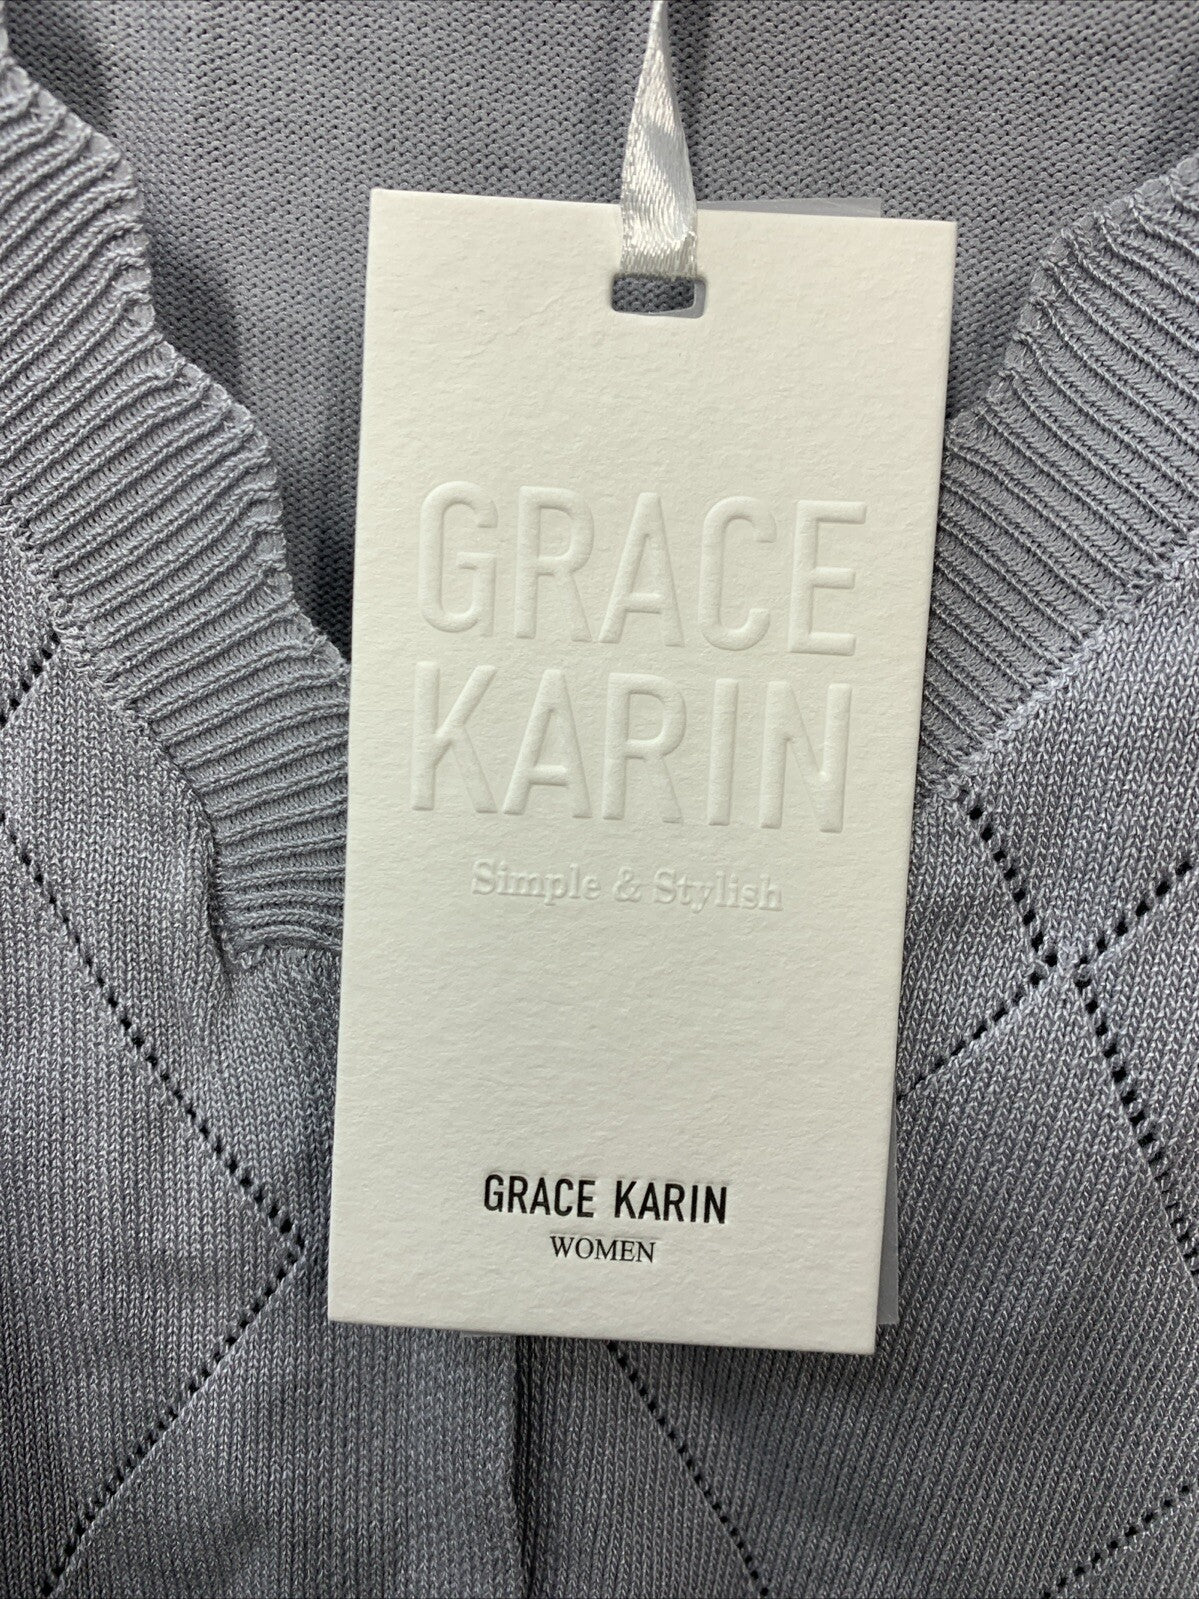 GRACE
KARIN
Simple & Stylish
GRACE KARIN
WOMEN